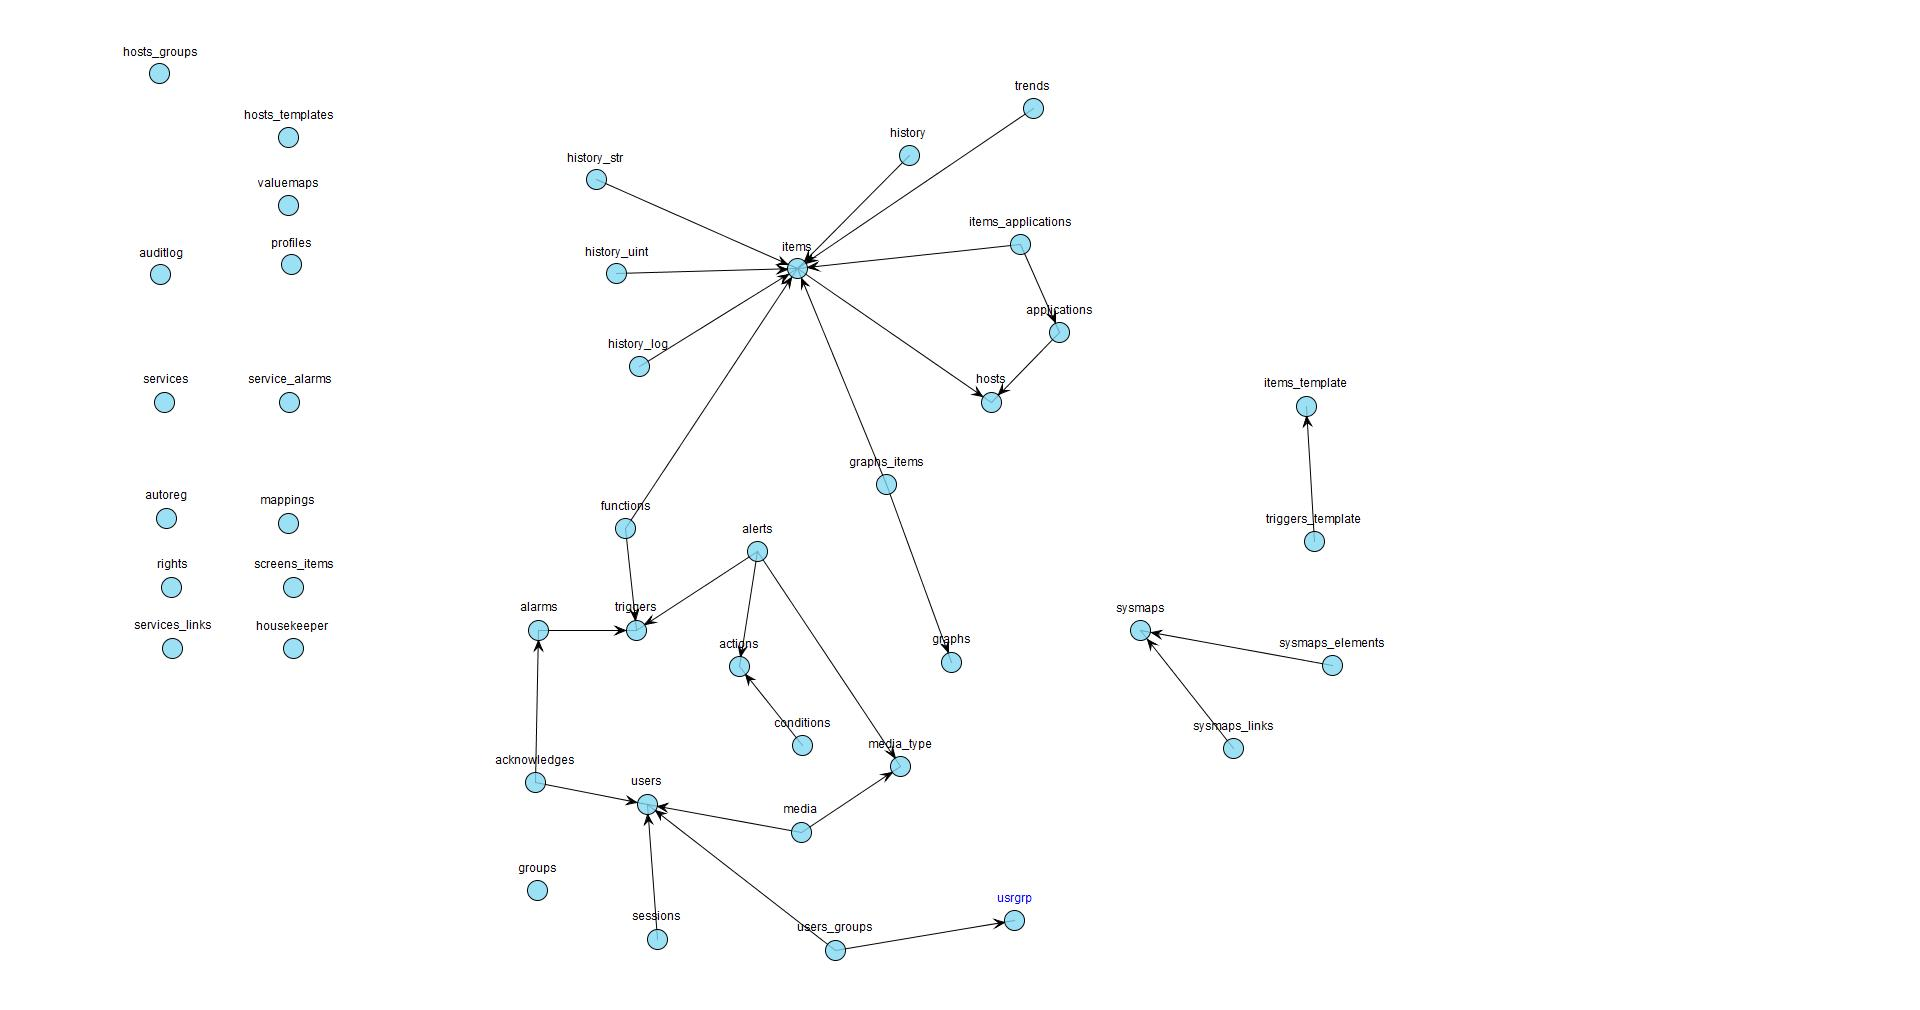 hosts_groups
trends
hosts_templates
history
history_str
valuemaps
items_applications
profiles
items
history_uint
auditlog
applications
history_log
services
service_alarms
hosts
items_template
graphs_items
autoreg
mappings
functions
triggers_template
alerts
rights
screens_items
alarms
triggers
sysmaps
services_links
housekeeper
actions
graphs
sysmaps_elements
conditions
sysmaps_links
media_type
acknowledges
users
media
groups
usrgrp
sessions
users_groups